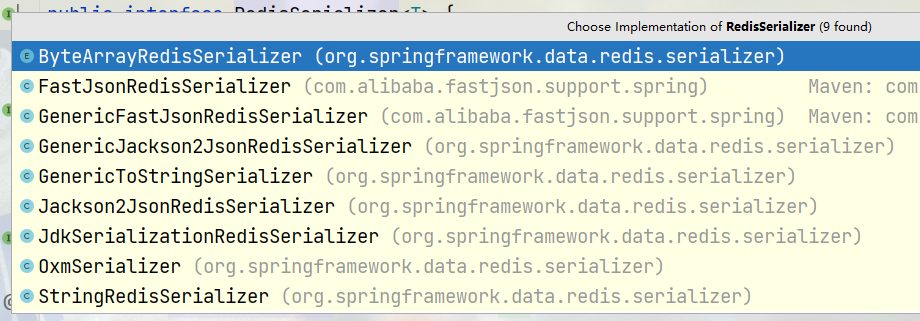 public interface RedisSerializer<T> {
Choose Implementation of RedisSerializer (9 found)
ByteArrayRedisSerializer (org.springframework.data.redis.serializer)
FastJsonRedisSerializer (com.alibaba.fastjson.support.spring) Maven: com
GenericFastJsonRedisSerializer (com.alibaba.fastjson.support.spring) Maven: com
GenericJackson2JsonRedisSerializer (org.springframework.data.redis.serializer)
GenericToStringSerializer (org.springframework.data.redis.serializer)
Jackson2JsonRedisSerializer (org.springframework.data.redis.serializer)
JdkSerializationRedisSerializer (org.springframework.data.redis.serializer)
OxmSerializer (org.springframework.data.redis.serializer)
StringRedisSerializer (org.springframework.data.redis.serializer)